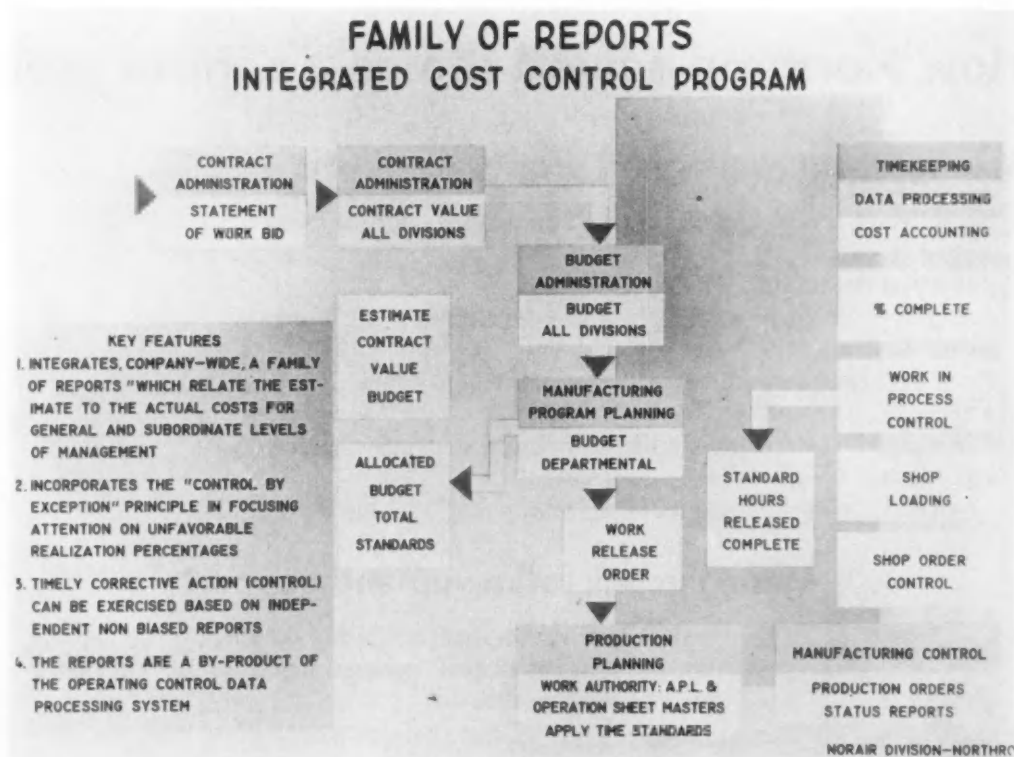 FAMILY OF REPORTS
INTEGRATED COST CONTROL PROGRAM
CONTRACT
ADMINISTRATION
STATEMENT
OF WORK BID
CONTRACT
ADMINISTRATION
CONTRACT VALUE
ALL DIVISIONS
BUDGET
ADMINISTRATION
BUDGET
ALL DIVISIONS
ESTIMATE
CONTRACT
VALUE
BUDGET
MANUFACTURING
PROGRAM PLANNING
BUDGET
DEPARTMENTAL
ALLOCATED
BUDGET
TOTAL
STANDARDS
WORK
RELEASE
ORDER
PRODUCTION
PLANNING
WORK AUTHORITY: A.P.L. &
OPERATION SHEET MASTERS
APPLY TIME STANDARDS
STANDARD
HOURS
RELEASED
COMPLETE
TIMEKEEPING
DATA PROCESSING
COST ACCOUNTING
% COMPLETE
WORK IN
PROCESS
CONTROL
SHOP
LOADING
SHOP ORDER
CONTROL
MANUFACTURING CONTROL
PRODUCTION ORDERS
STATUS REPORTS
KEY FEATURES
1. INTEGRATES, COMPANY-WIDE, A FAMILY
OF REPORTS "WHICH RELATE THE EST-
IMATE TO THE ACTUAL COSTS FOR
GENERAL AND SUBORDINATE LEVELS
OF MANAGEMENT
2. INCORPORATES THE "CONTROL BY
EXCEPTION" PRINCIPLE IN FOCUSING
ATTENTION ON UNFAVORABLE
REALIZATION PERCENTAGES
3. TIMELY CORRECTIVE ACTION (CONTROL)
CAN BE EXERCISED BASED ON INDEP-
ENDENT NON BIASED REPORTS
4. THE REPORTS ARE A BY-PRODUCT OF
THE OPERATING CONTROL DATA
PROCESSING SYSTEM
NORAIR DIVISION-NORTHRO